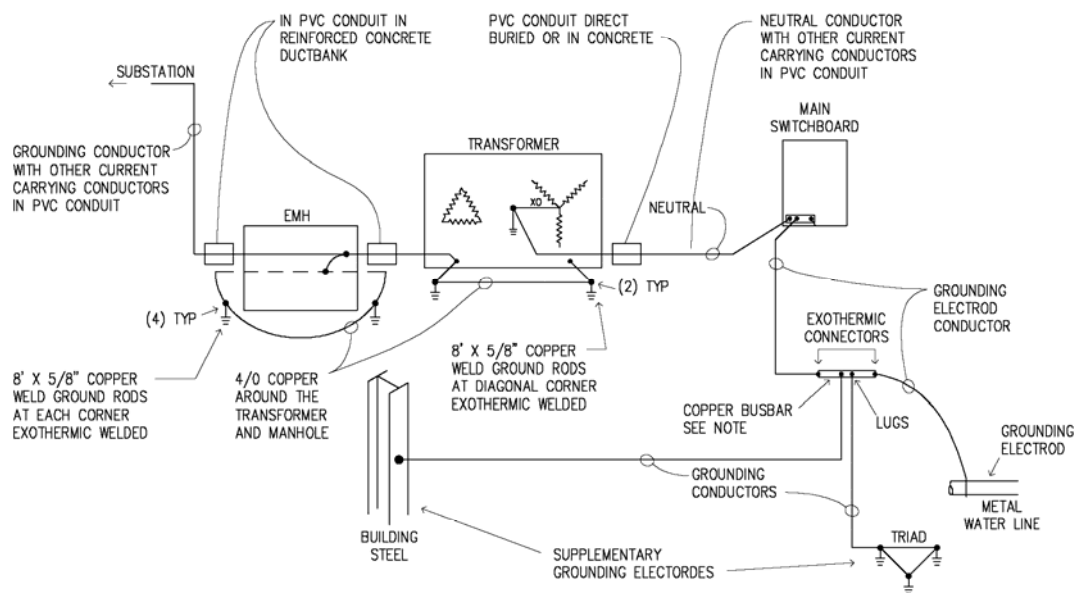 IN PVC CONDUIT IN
REINFORCED CONCRETE
DUCTBANK
PVC CONDUIT DIRECT
BURIED OR IN CONCRETE
NEUTRAL CONDUCTOR
WITH OTHER CURRENT
CARRYING CONDUCTORS
IN PVC CONDUIT
SUBSTATION
MAIN
SWITCHBOARD
GROUNDING CONDUCTOR
WITH OTHER CURRENT
CARRYING CONDUCTORS
IN PVC CONDUIT
TRANSFORMER
XO
EMH
NEUTRAL
(4) TYP
(2) TYP
GROUNDING
ELECTROD
CONDUCTOR
EXOTHERMIC
CONNECTORS
8' X 5/8" COPPER
WELD GROUND RODS
AT EACH CORNER
EXOTHERMIC WELDED
4/0 COPPER
AROUND THE
TRANSFORMER
AND MANHOLE
8' X 5/8" COPPER
WELD GROUND RODS
AT DIAGONAL CORNER
EXOTHERMIC WELDED
COPPER BUSBAR
SEE NOTE
LUGS
GROUNDING
ELECTROD
GROUNDING
CONDUCTORS
METAL
WATER LINE
BUILDING
STEEL
SUPPLEMENTARY
GROUNDING ELECTORDES
TRIAD